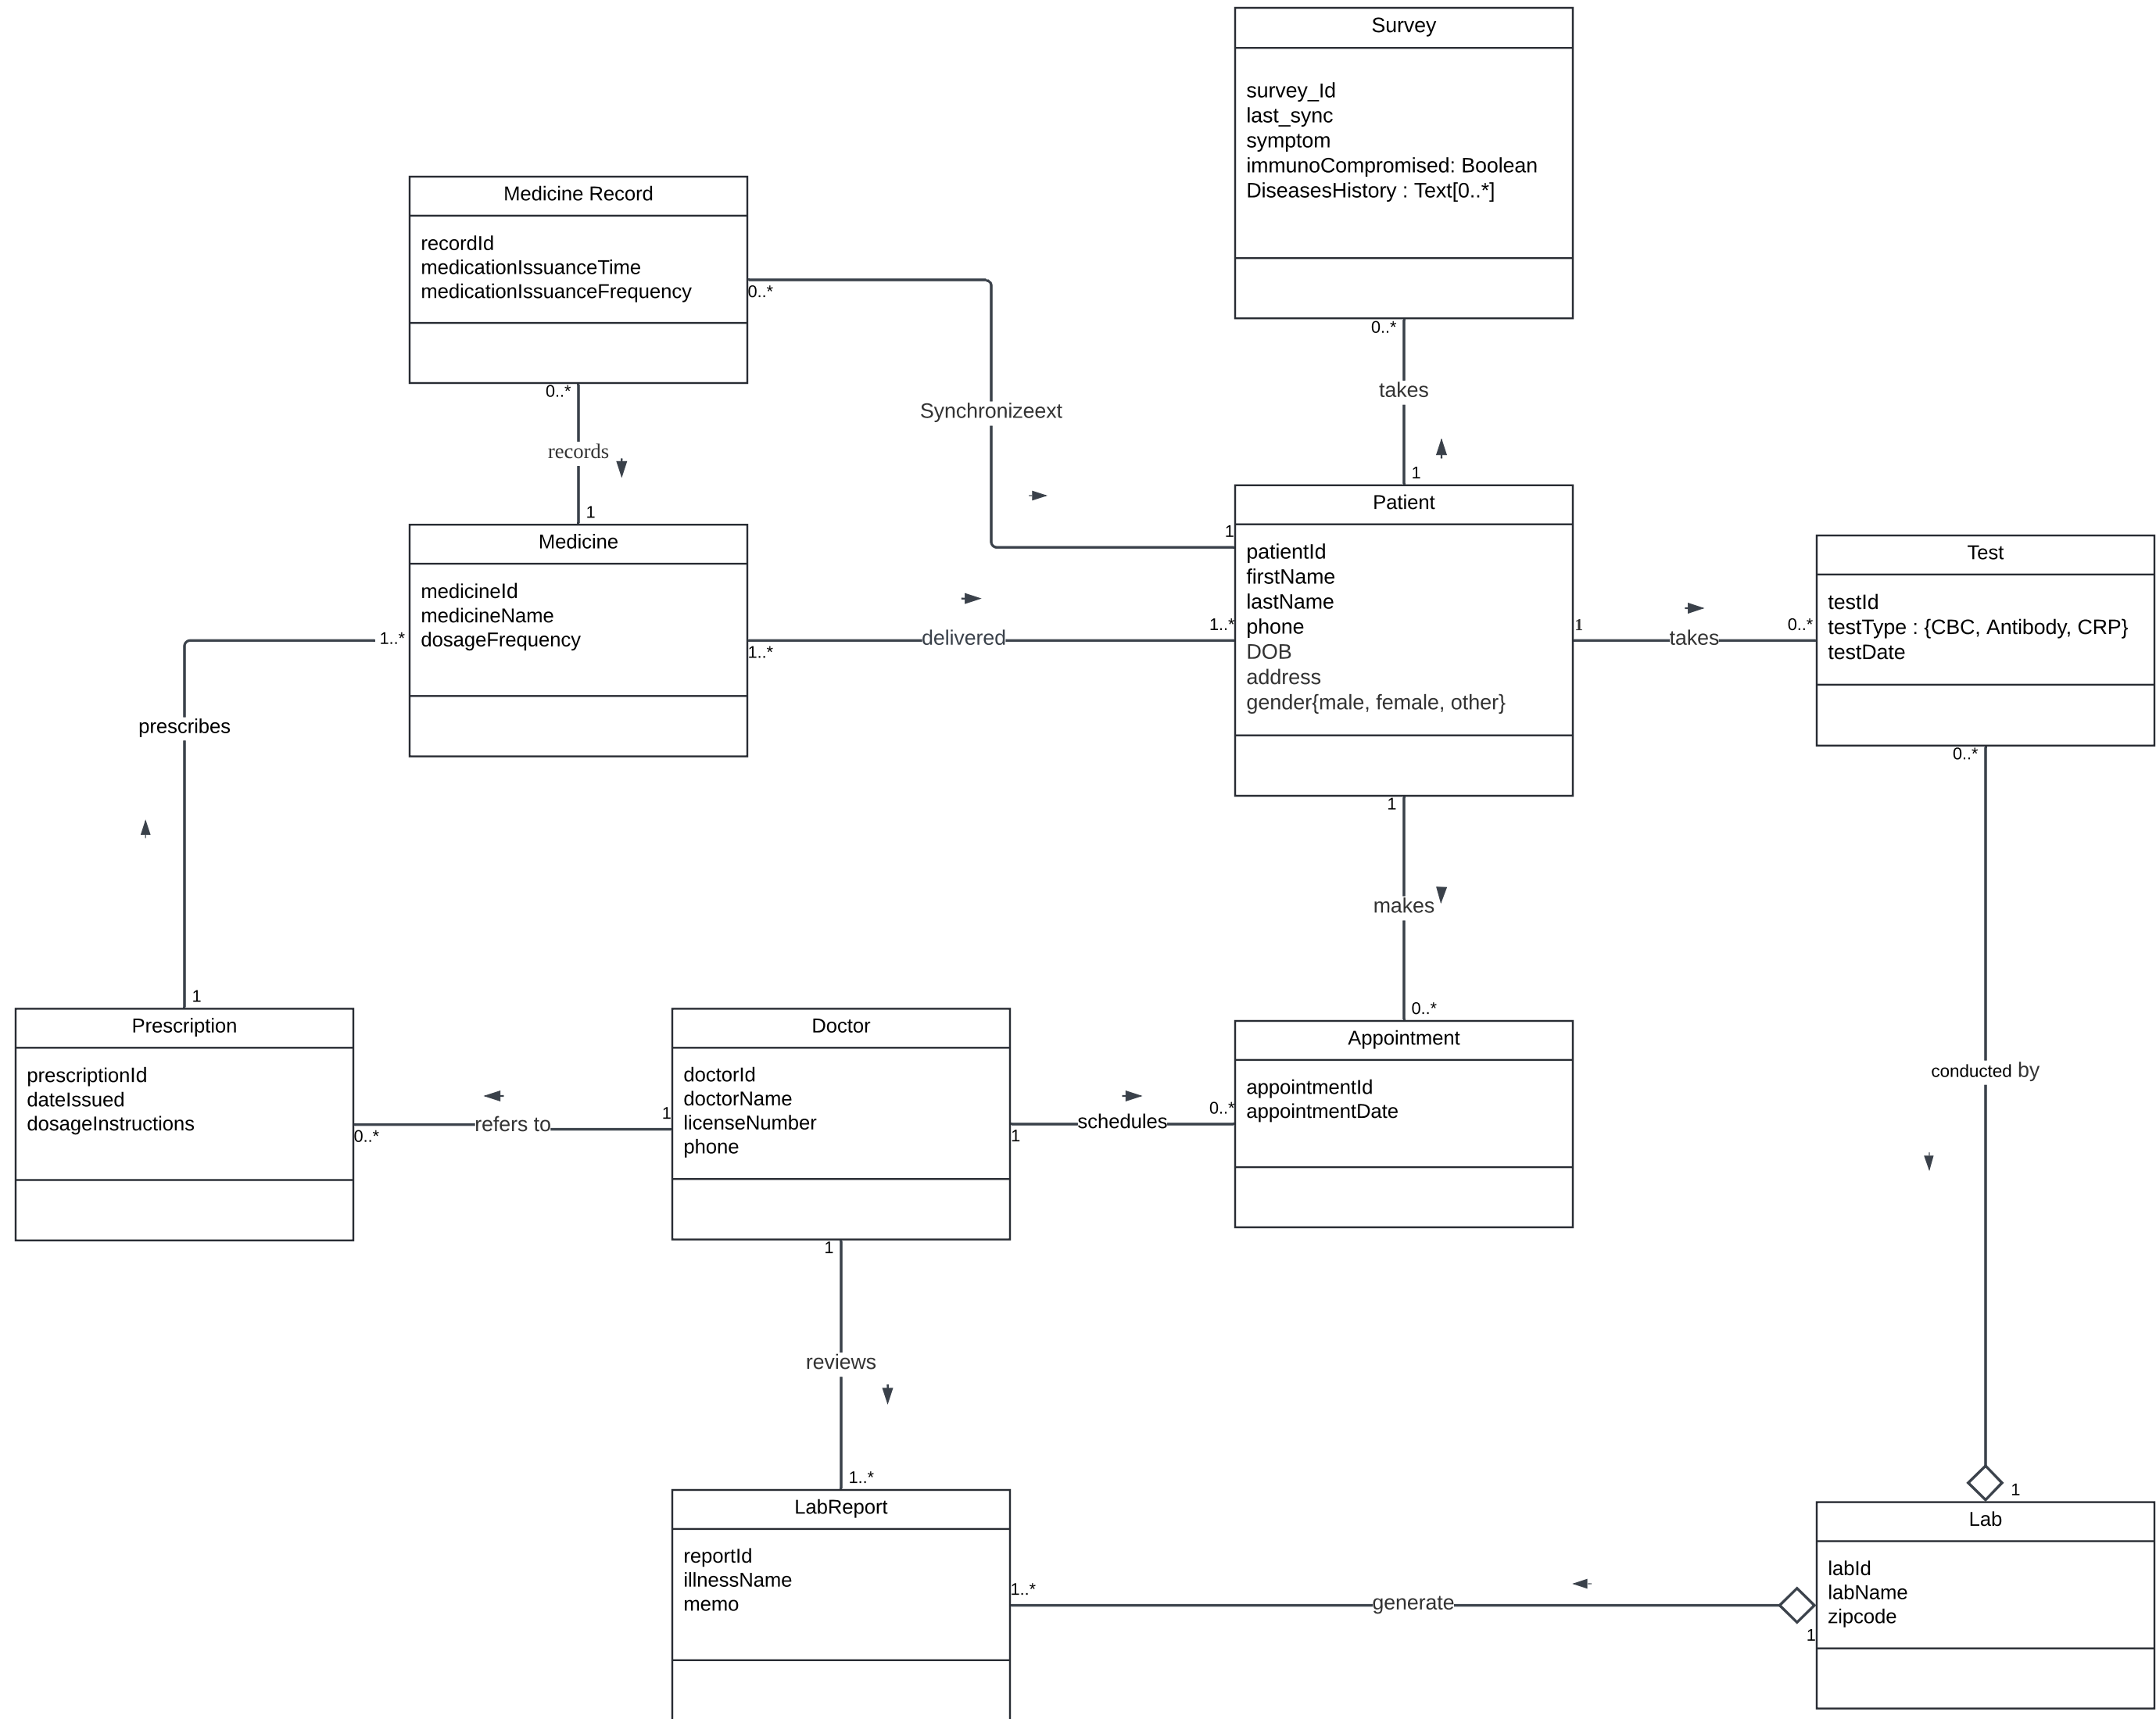 Survey
survey_Id
last_sync
symptom
immunoCompromised: Boolean
DiseasesHistory : Text[0..*]
Medicine Record
recordId
medicationIssuanceTime
medicationIssuanceFrequency
0..*
0..*
takes
0..*
Synchronizeext
records
1
1
1
Patient
patientId
firstName
lastName
phone
DOB
address
gender{male, female, other}
Medicine
medicineId
medicineName
dosageFrequency
Test
testId
testType : {CBC, Antibody, CRP}
testDate
1..*
1..*
delivered
1..*
1
takes
0..*
prescribes
0..*
1
makes
1
0..*
Prescription
prescriptionId
dateIssued
dosageInstructions
Doctor
doctorId
doctorName
licenseNumber
phone
Appointment
appointmentId
appointmentDate
conducted by
0..*
refers to
1
1
schedules
0..*
1
reviews
1..*
1
LabReport
reportId
illnessName
memo
Lab
labId
labName
zipcode
1..*
generate
1